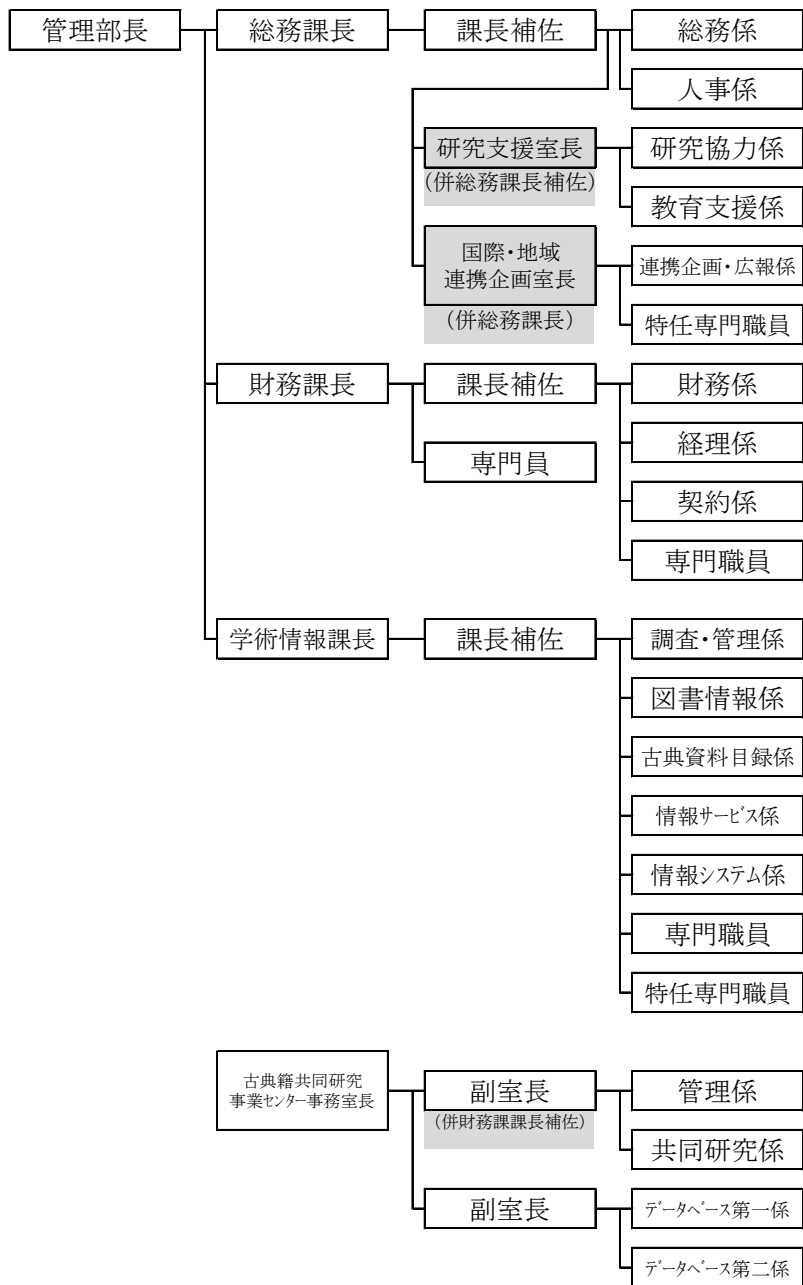 管理部長
総務課長
課長補佐
総務係
人事係
研究支援室長
(併総務課長補佐)
研究協力係
教育支援係
国際・地域
連携企画室長
(併総務課長)
連携企画・広報係
特任専門職員
財務課長
課長補佐
財務係
専門員
経理係
契約係
専門職員
学術情報課長
課長補佐
調査・管理係
図書情報係
古典資料目録係
情報サービス係
情報システム係
専門職員
特任専門職員
古典籍共同研究
事業センター事務室長
副室長
(併財務課課長補佐)
管理係
共同研究係
副室長
データベース第一係
データベース第二係